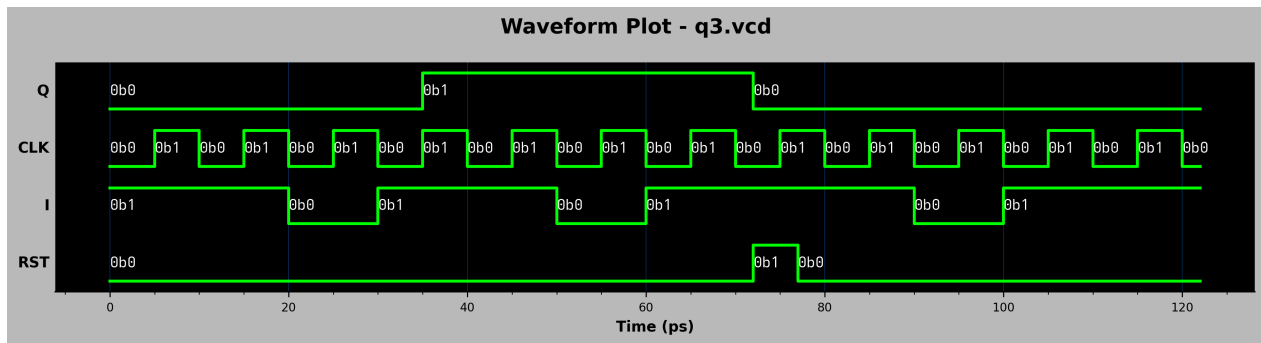 Waveform Plot - q3.vcd
Q 0b0 0b1 0b0
CLK 0b0 0b1 0b0 0b1 0b0 0b1 0b0 0b1 0b0 0b1 0b0 0b1 0b0 0b1 0b0 0b1 0b0 0b1 0b0 0b1 0b0 0b1 0b0 0b1 0b0
I 0b1 0b0 0b1 0b0 0b1 0b0 0b1
RST 0b0 0b1 0b0
0 20 40 60 80 100 120
Time (ps)